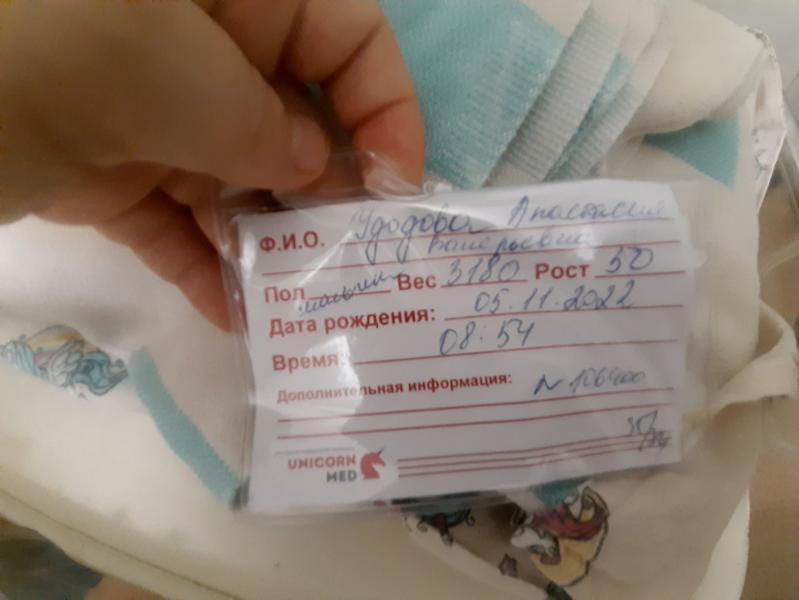 Ф.И.О. Удодова Анастасия
Валерьевна
Пол мальчик Вес 3180 Рост 50
Дата рождения: 05.11.2022
Время: 08:54
Дополнительная информация: N 106400
UNICORN
MED